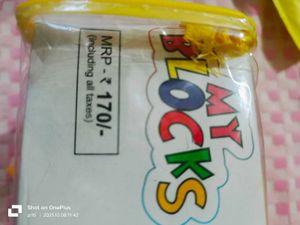 MY
BLOCKS
MRP - ₹ 170/-
(including all taxes)
Shot on OnePlus